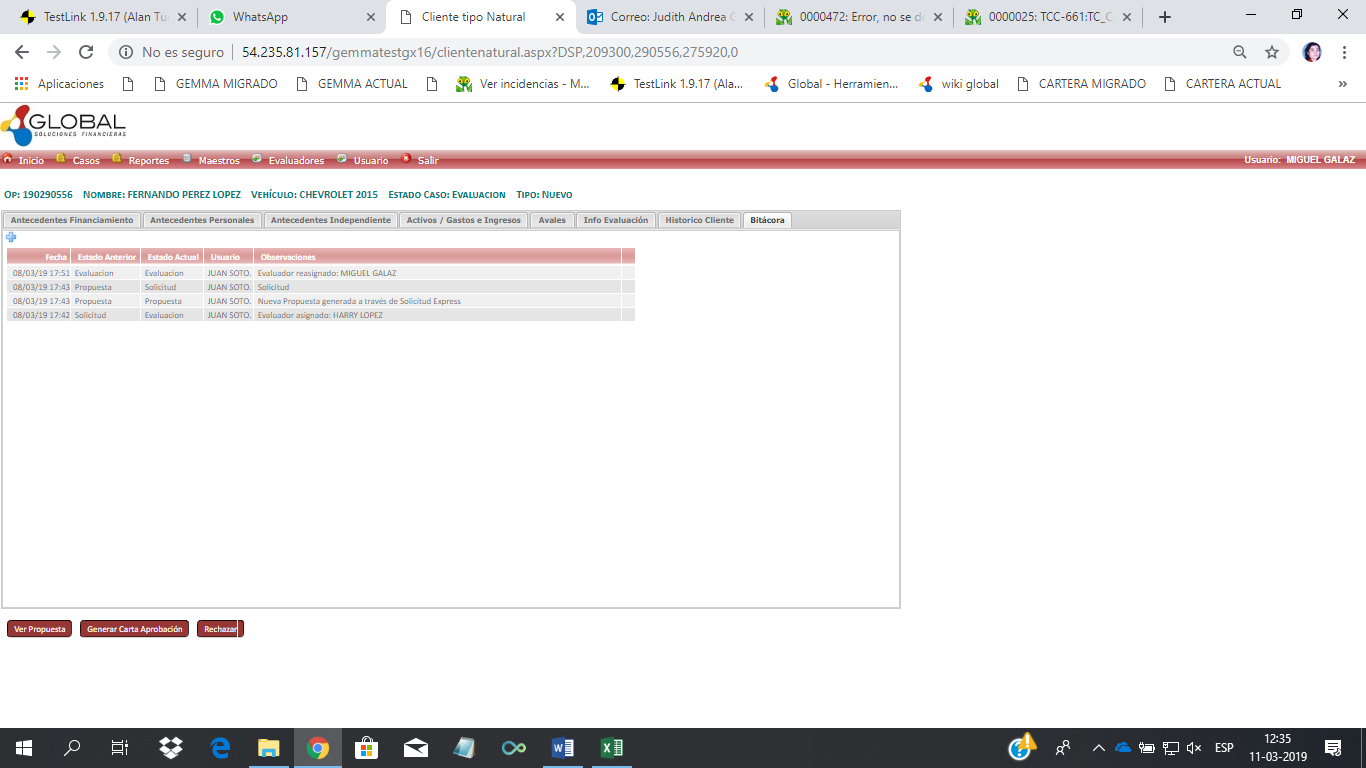 TestLink 1.9.17 (Alan Tu
WhatsApp
Cliente tipo Natural
Correo: Judith Andrea G
0000472: Error, no se de
0000025: TCC-661:TC_C
No es seguro | 54.235.81.157/gemmatestgx16/clientenatural.aspx?DSP,209300,290556,275920,0
Aplicaciones GEMMA MIGRADO GEMMA ACTUAL Ver incidencias - M... TestLink 1.9.17 (Ala... Global - Herramien... wiki global CARTERA MIGRADO CARTERA ACTUAL »
GLOBAL
SOLUCIONES FINANCIERAS
Inicio Casos Reportes Maestros Evaluadores Usuario Salir Usuario: MIGUEL GALAZ
OP: 190290556 NOMBRE: FERNANDO PEREZ LOPEZ VEHÍCULO: CHEVROLET 2015 ESTADO CASO: EVALUACION TIPO: NUEVO
Antecedentes Financiamiento Antecedentes Personales Antecedentes Independiente Activos / Gastos e Ingresos Avales Info Evaluación Historico Cliente Bitácora
Fecha Estado Anterior Estado Actual Usuario Observaciones
08/03/19 17:51 Evaluacion Evaluacion JUAN SOTO. Evaluador reasignado: MIGUEL GALAZ
08/03/19 17:43 Propuesta Solicitud JUAN SOTO. Solicitud
08/03/19 17:43 Propuesta Propuesta JUAN SOTO. Nueva Propuesta generada a través de Solicitud Express
08/03/19 17:42 Solicitud Evaluacion JUAN SOTO. Evaluador asignado: HARRY LOPEZ
Ver Propuesta Generar Carta Aprobación Rechazar
ESP
12:35
11-03-2019